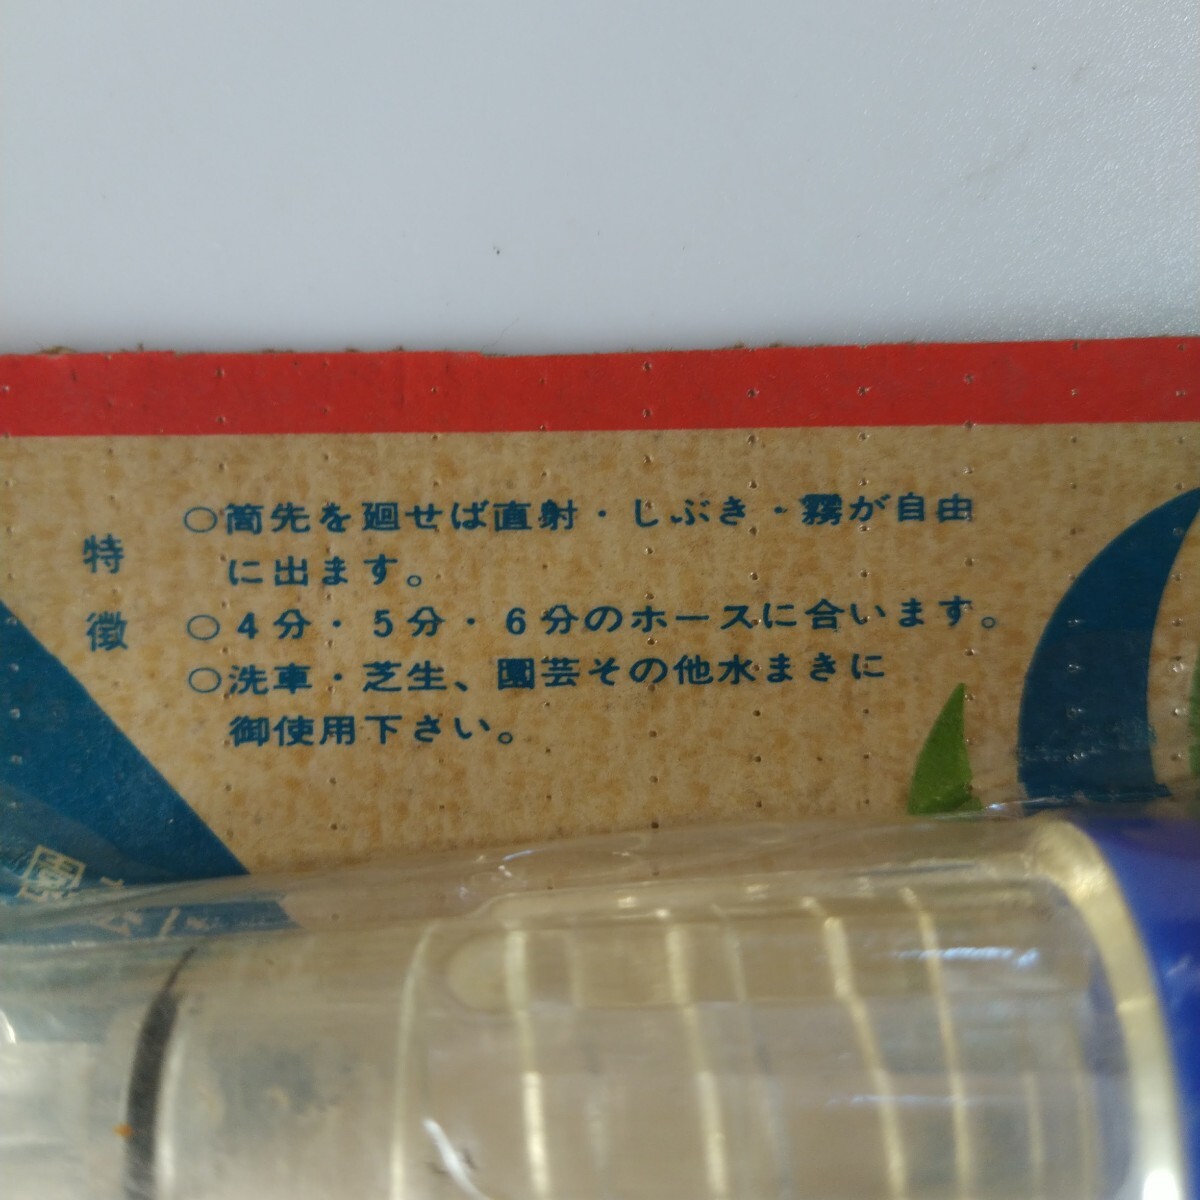 特徴
○筒先を廻せば直射・しぶき・霧が自由
に出ます。
○4分・5分・6分のホースに合います。
○洗車・芝生、園芸その他水まきに
御使用下さい。